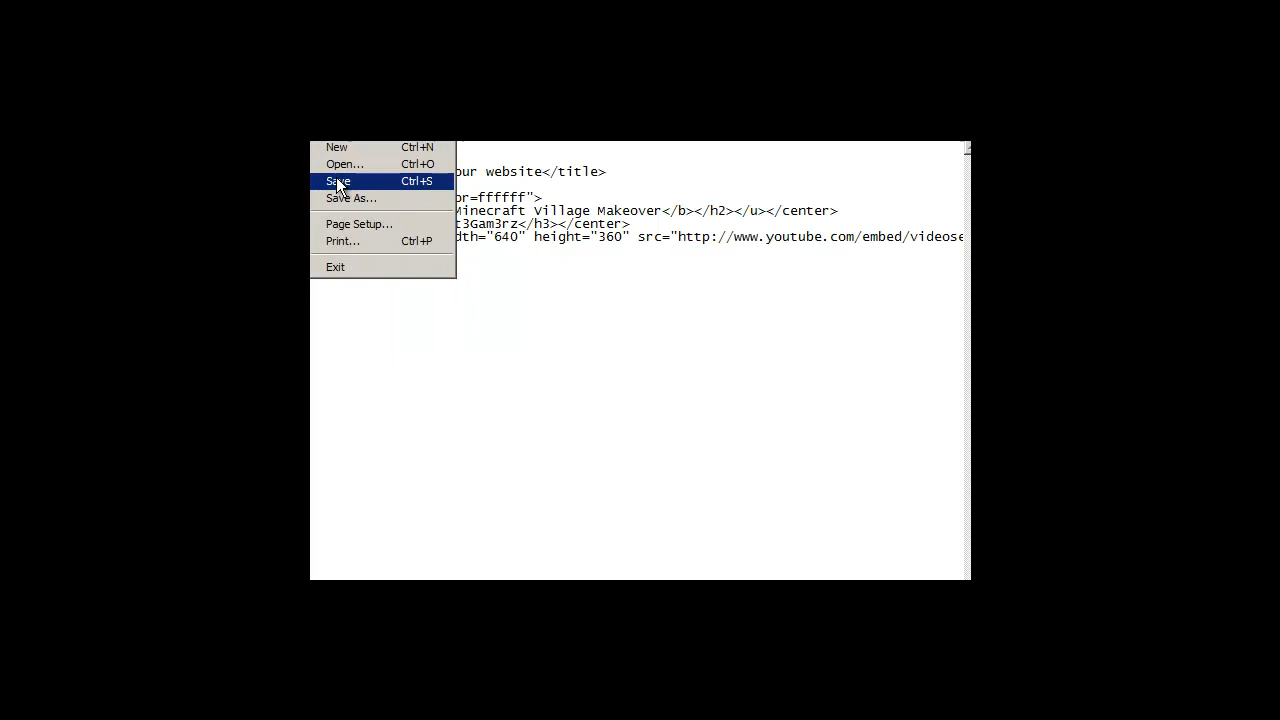 New Ctrl+N
Open... Ctrl+O
our website</title>
Save Ctrl+S
or=ffffff">
Save As...
Minecraft Village Makeover</b></h2></u></center>
Page Setup... t3Gam3rz</h3></center>
Print... Ctrl+P dth="640" height="360" src="http://www.youtube.com/embed/videose
Exit